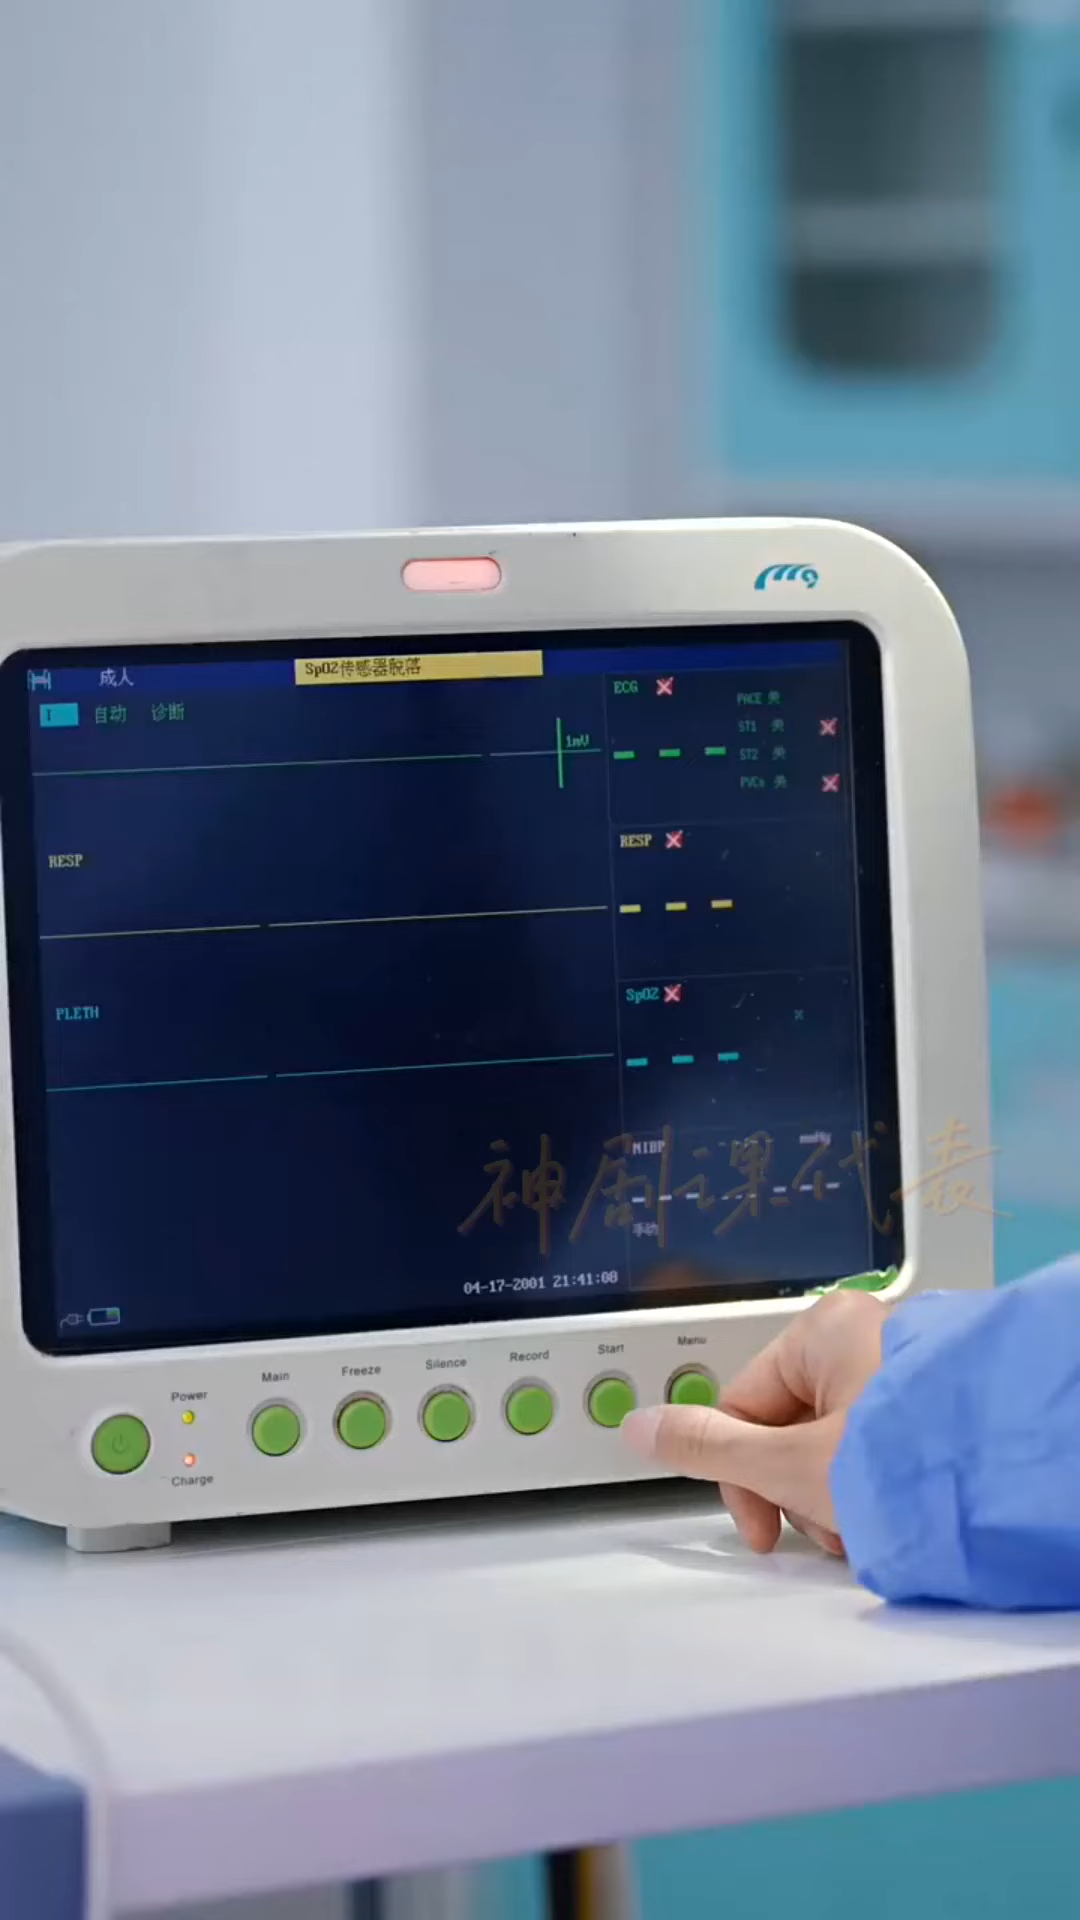 成人
SpO2传感器脱落
I 自动 诊断
1mV
ECG
PACE 关
ST1 关
ST2 关
PVCs 关
RESP
RESP
PLETH
SpO2
NIBP
mmHg
手动
神剧课代表
04-17-2001 21:41:08
Main
Freeze
Silence
Record
Start
Menu
Power
Charge